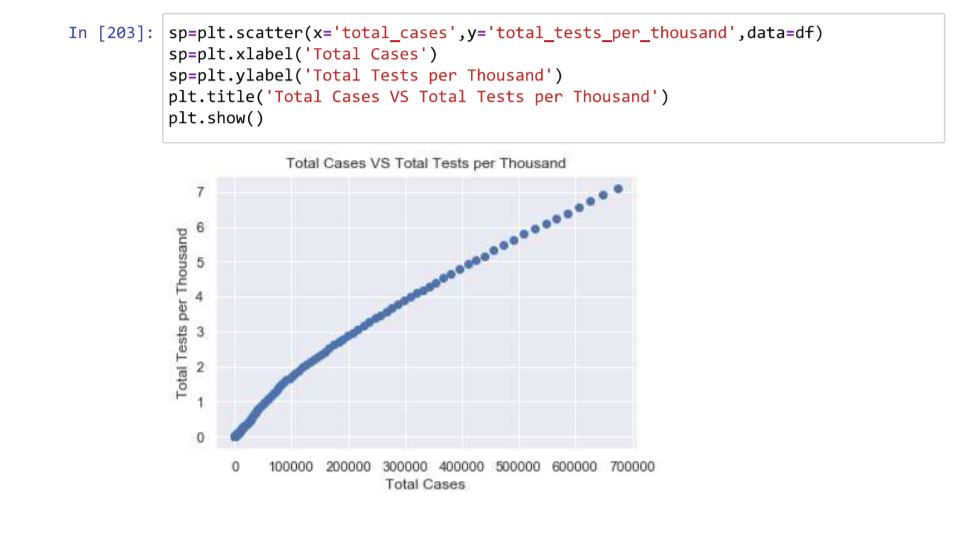 In [203]: sp=plt.scatter(x='total_cases',y='total_tests_per_thousand',data=df)
sp=plt.xlabel('Total Cases')
sp=plt.ylabel('Total Tests per Thousand')
plt.title('Total Cases VS Total Tests per Thousand')
plt.show()
Total Cases VS Total Tests per Thousand
Total Tests per Thousand
7
6
5
4
3
2
1
0
0 100000 200000 300000 400000 500000 600000 700000
Total Cases